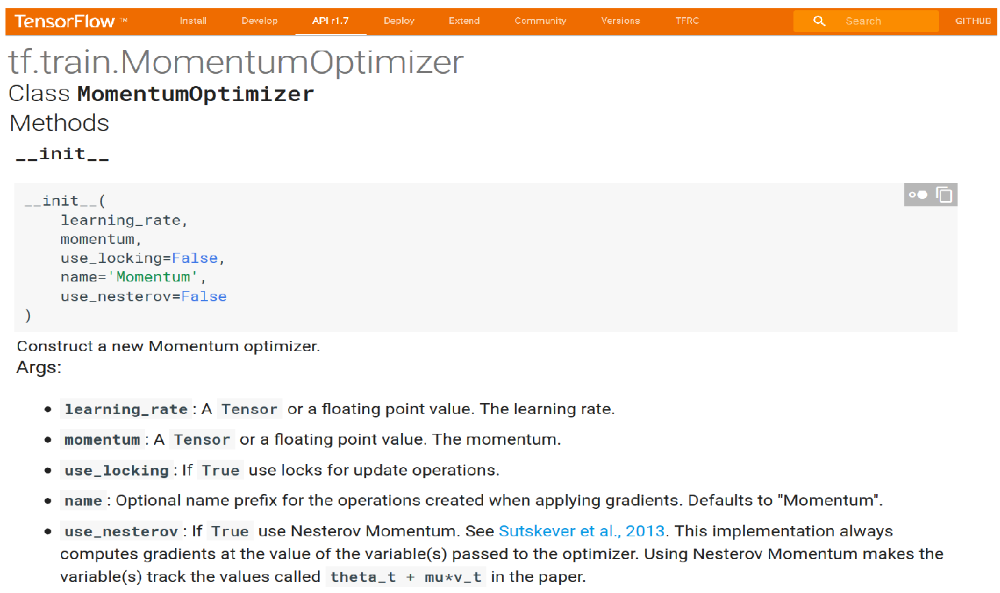 TensorFlow ™ Install Develop API r1.7 Deploy Extend Community Versions TFRC Search GITHUB
tf.train.MomentumOptimizer
Class MomentumOptimizer
Methods
__init__
__init__(
    learning_rate,
    momentum,
    use_locking=False,
    name='Momentum',
    use_nesterov=False
)
Construct a new Momentum optimizer.
Args:
• learning_rate: A Tensor or a floating point value. The learning rate.
• momentum: A Tensor or a floating point value. The momentum.
• use_locking: If True use locks for update operations.
• name: Optional name prefix for the operations created when applying gradients. Defaults to "Momentum".
• use_nesterov: If True use Nesterov Momentum. See Sutskever et al., 2013. This implementation always
computes gradients at the value of the variable(s) passed to the optimizer. Using Nesterov Momentum makes the
variable(s) track the values called theta_t + mu*v_t in the paper.